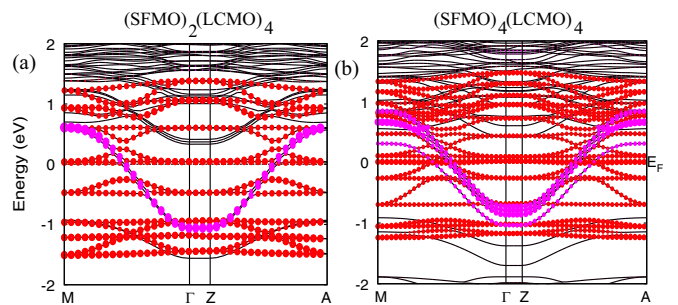 (SFMO)2(LCMO)4
(SFMO)4(LCMO)4
(a)
(b)
Energy (eV)
2
1
0
-1
-2
M
Γ
Z
A
2
1
0
-1
-2
M
Γ
Z
A
EF